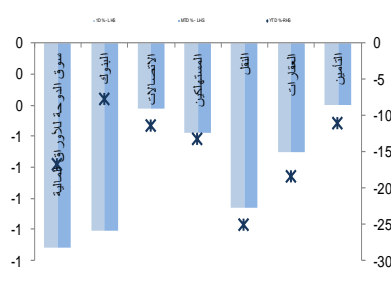 1D %- LHS
MTD %- LHS
YTD %-RHS
0
0
0
-1
-1
-1
-1
-1
0
-5
-10
-15
-20
-25
-30
سوق الدوحة للأوراق المالية
البنوك
الاتصالات
المستهلكين
النقل
العقارات
التأمين